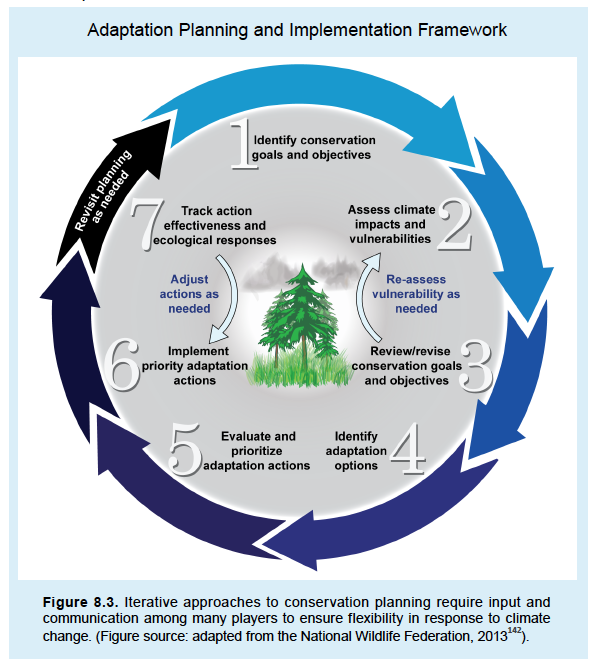 Adaptation Planning and Implementation Framework
1 Identify conservation
goals and objectives
2 Assess climate
impacts and
vulnerabilities
Re-assess
vulnerability as
needed
3 Review/revise
conservation goals
and objectives
4 Identify
adaptation
options
5 Evaluate and
prioritize
adaptation actions
6 Implement
priority adaptation
actions
Adjust
actions as
needed
7 Track action
effectiveness and
ecological responses
Revisit planning
as needed
Figure 8.3. Iterative approaches to conservation planning require input and
communication among many players to ensure flexibility in response to climate
change. (Figure source: adapted from the National Wildlife Federation, 2013142).